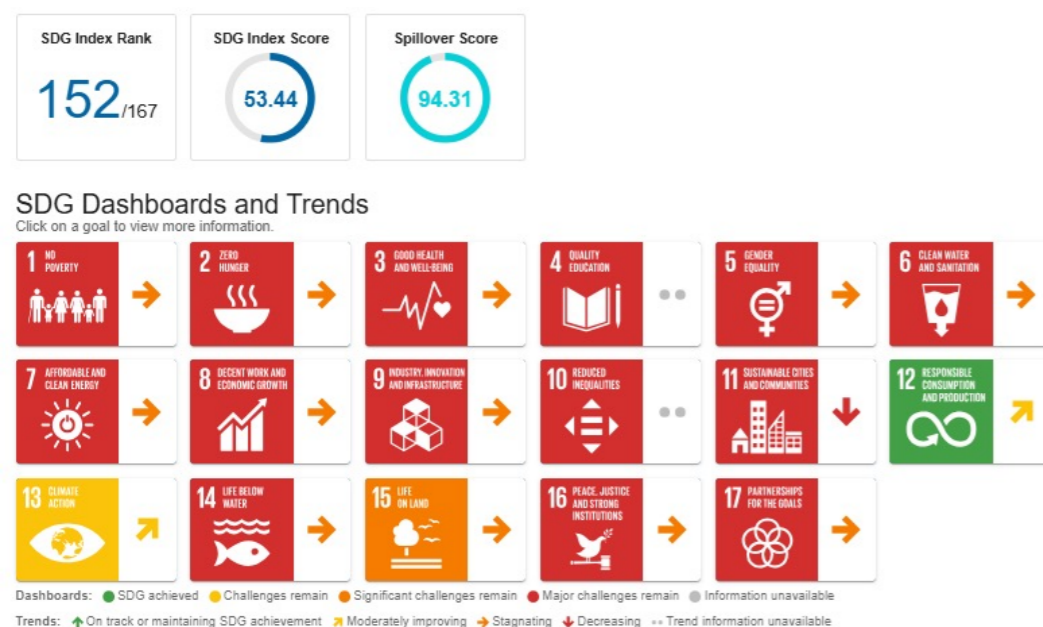 SDG Index Rank
152/167
SDG Index Score
53.44
Spillover Score
94.31
SDG Dashboards and Trends
Click on a goal to view more information.
1 NO
POVERTY
2 ZERO
HUNGER
3 GOOD HEALTH
AND WELL-BEING
4 QUALITY
EDUCATION
5 GENDER
EQUALITY
6 CLEAN WATER
AND SANITATION
7 AFFORDABLE AND
CLEAN ENERGY
8 DECENT WORK AND
ECONOMIC GROWTH
9 INDUSTRY, INNOVATION
AND INFRASTRUCTURE
10 REDUCED
INEQUALITIES
11 SUSTAINABLE CITIES
AND COMMUNITIES
12 RESPONSIBLE
CONSUMPTION
AND PRODUCTION
13 CLIMATE
ACTION
14 LIFE BELOW
WATER
15 LIFE
ON LAND
16 PEACE, JUSTICE
AND STRONG
INSTITUTIONS
17 PARTNERSHIPS
FOR THE GOALS
Dashboards: SDG achieved Challenges remain Significant challenges remain Major challenges remain Information unavailable
Trends: On track or maintaining SDG achievement Moderately improving Stagnating Decreasing Trend information unavailable